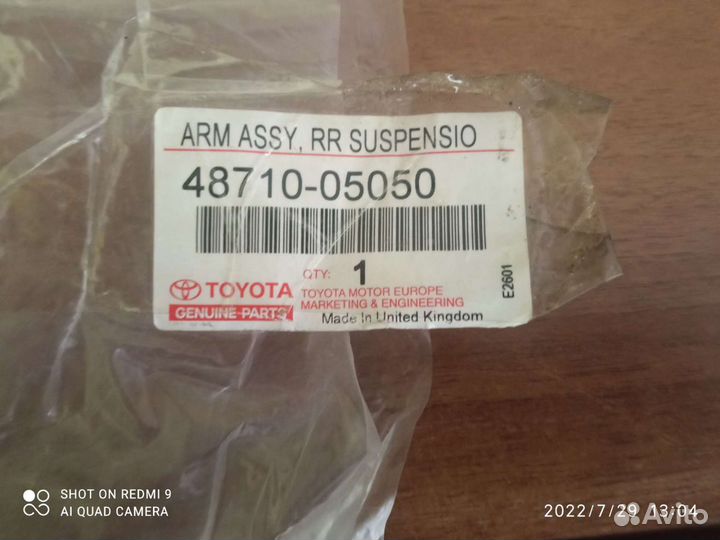 ARM ASSY, RR SUSPENSIO
48710-05050
QTY: 1
TOYOTA
GENUINE PARTS
TOYOTA MOTOR EUROPE
MARKETING & ENGINEERING
Made In United Kingdom
E2601
SHOT ON REDMI 9
AI QUAD CAMERA
2022/7/29 13:04
Avito